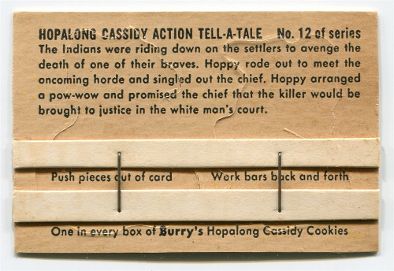 HOPALONG CASSIDY ACTION TELL-A-TALE No. 12 of series
The Indians were riding down on the settlers to avenge the
death of one of their braves. Hoppy rode out to meet the
oncoming horde and singled out the chief. Hoppy arranged
a pow-wow and promised the chief that the killer would be
brought to justice in the white man's court.
Push pieces out of card Work bars back and forth
One in every box of Burry's Hopalong Cassidy Cookies